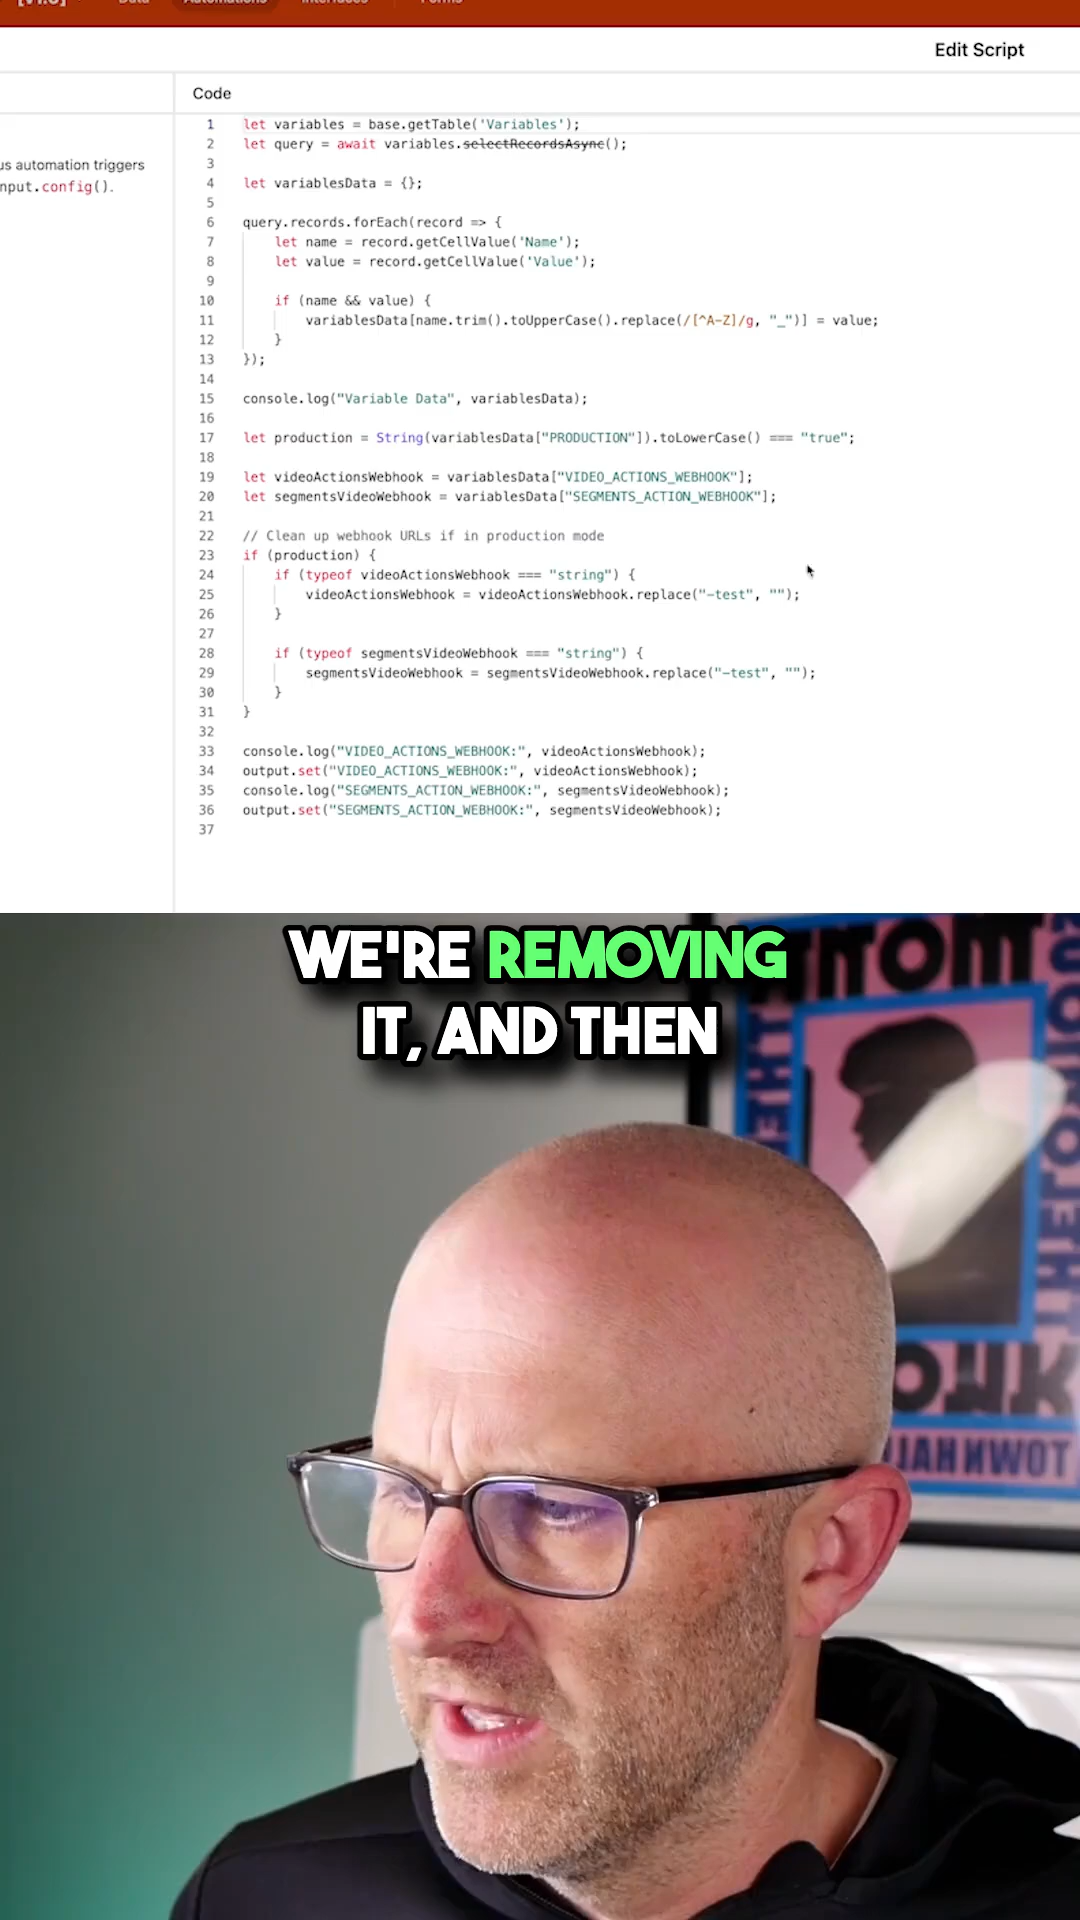 Data Automations Interfaces Forms
Edit Script
Code
us automation triggers
nput.config().
1 let variables = base.getTable('Variables');
2 let query = await variables.selectRecordsAsync();
3
4 let variablesData = {};
5
6 query.records.forEach(record => {
7 let name = record.getCellValue('Name');
8 let value = record.getCellValue('Value');
9
10 if (name && value) {
11 variablesData[name.trim().toUpperCase().replace(/[^A-Z]/g, "_")] = value;
12 }
13 });
14
15 console.log("Variable Data", variablesData);
16
17 let production = String(variablesData["PRODUCTION"]).toLowerCase() === "true";
18
19 let videoActionsWebhook = variablesData["VIDEO_ACTIONS_WEBHOOK"];
20 let segmentsVideoWebhook = variablesData["SEGMENTS_ACTION_WEBHOOK"];
21
22 // Clean up webhook URLs if in production mode
23 if (production) {
24 if (typeof videoActionsWebhook === "string") {
25 videoActionsWebhook = videoActionsWebhook.replace("-test", "");
26 }
27
28 if (typeof segmentsVideoWebhook === "string") {
29 segmentsVideoWebhook = segmentsVideoWebhook.replace("-test", "");
30 }
31 }
32
33 console.log("VIDEO_ACTIONS_WEBHOOK:", videoActionsWebhook);
34 output.set("VIDEO_ACTIONS_WEBHOOK:", videoActionsWebhook);
35 console.log("SEGMENTS_ACTION_WEBHOOK:", segmentsVideoWebhook);
36 output.set("SEGMENTS_ACTION_WEBHOOK:", segmentsVideoWebhook);
37
WE'RE REMOVING
IT, AND THEN